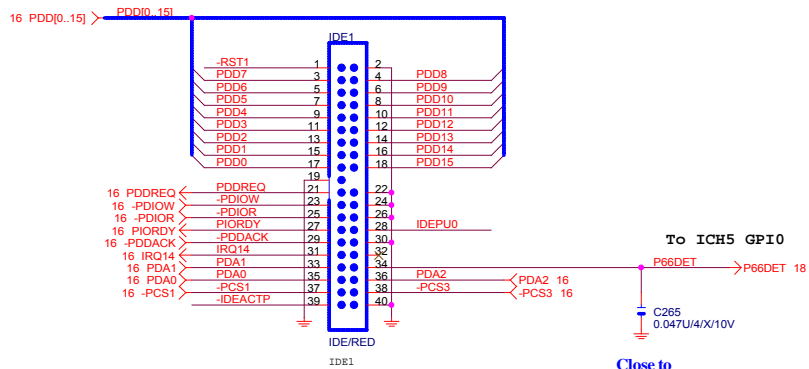 16 PDD[0..15] PDD[0..15]
IDE1
-RST1 1 2
PDD7 3 4 PDD8
PDD6 5 6 PDD9
PDD5 7 8 PDD10
PDD4 9 10 PDD11
PDD3 11 12 PDD12
PDD2 13 14 PDD13
PDD1 15 16 PDD14
PDD0 17 18 PDD15
19
16 PDDREQ PDDREQ 21 22
16 -PDIOW -PDIOW 23 24
16 -PDIOR -PDIOR 25 26
16 PIORDY PIORDY 27 28 IDEPU0
16 -PDDACK -PDDACK 29 30
16 IRQ14 IRQ14 31 32
16 PDA1 PDA1 33 34 P66DET P66DET 18
16 PDA0 PDA0 35 36 PDA2 PDA2 16
16 -PCS1 -PCS1 37 38 -PCS3 -PCS3 16
-IDEACTP 39 40
To ICH5 GPI0
C265
0.047U/4/X/10V
IDE/RED
IDE1
Close to